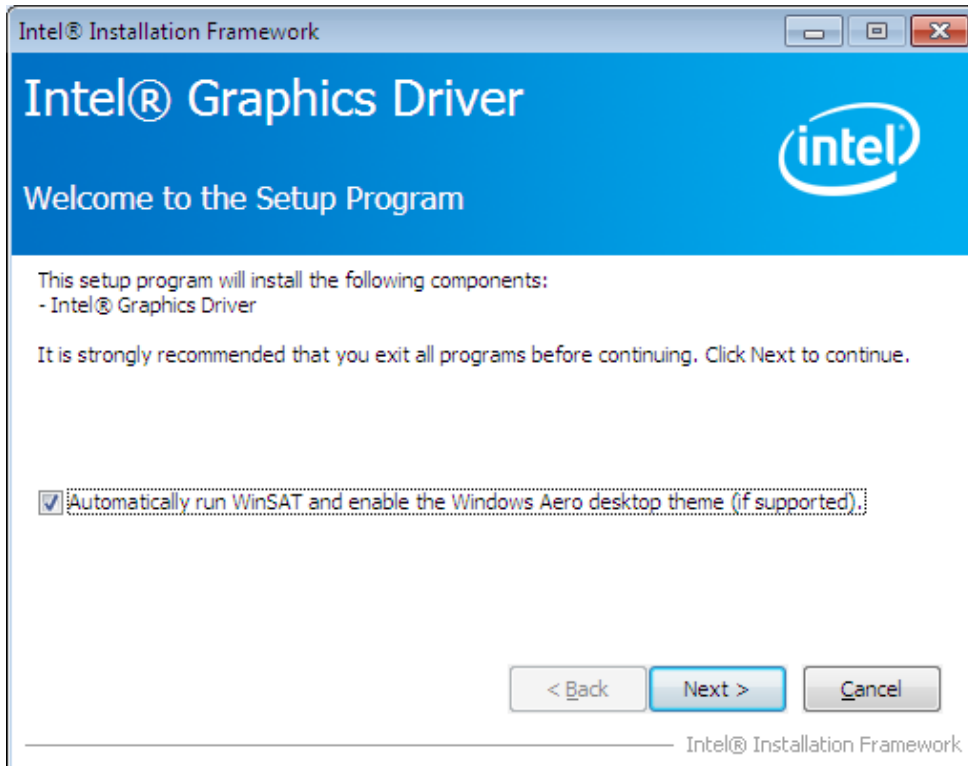 Intel® Installation Framework
Intel® Graphics Driver
intel
Welcome to the Setup Program
This setup program will install the following components:
- Intel® Graphics Driver
It is strongly recommended that you exit all programs before continuing. Click Next to continue.
Automatically run WinSAT and enable the Windows Aero desktop theme (if supported).
< Back
Next >
Cancel
Intel® Installation Framework